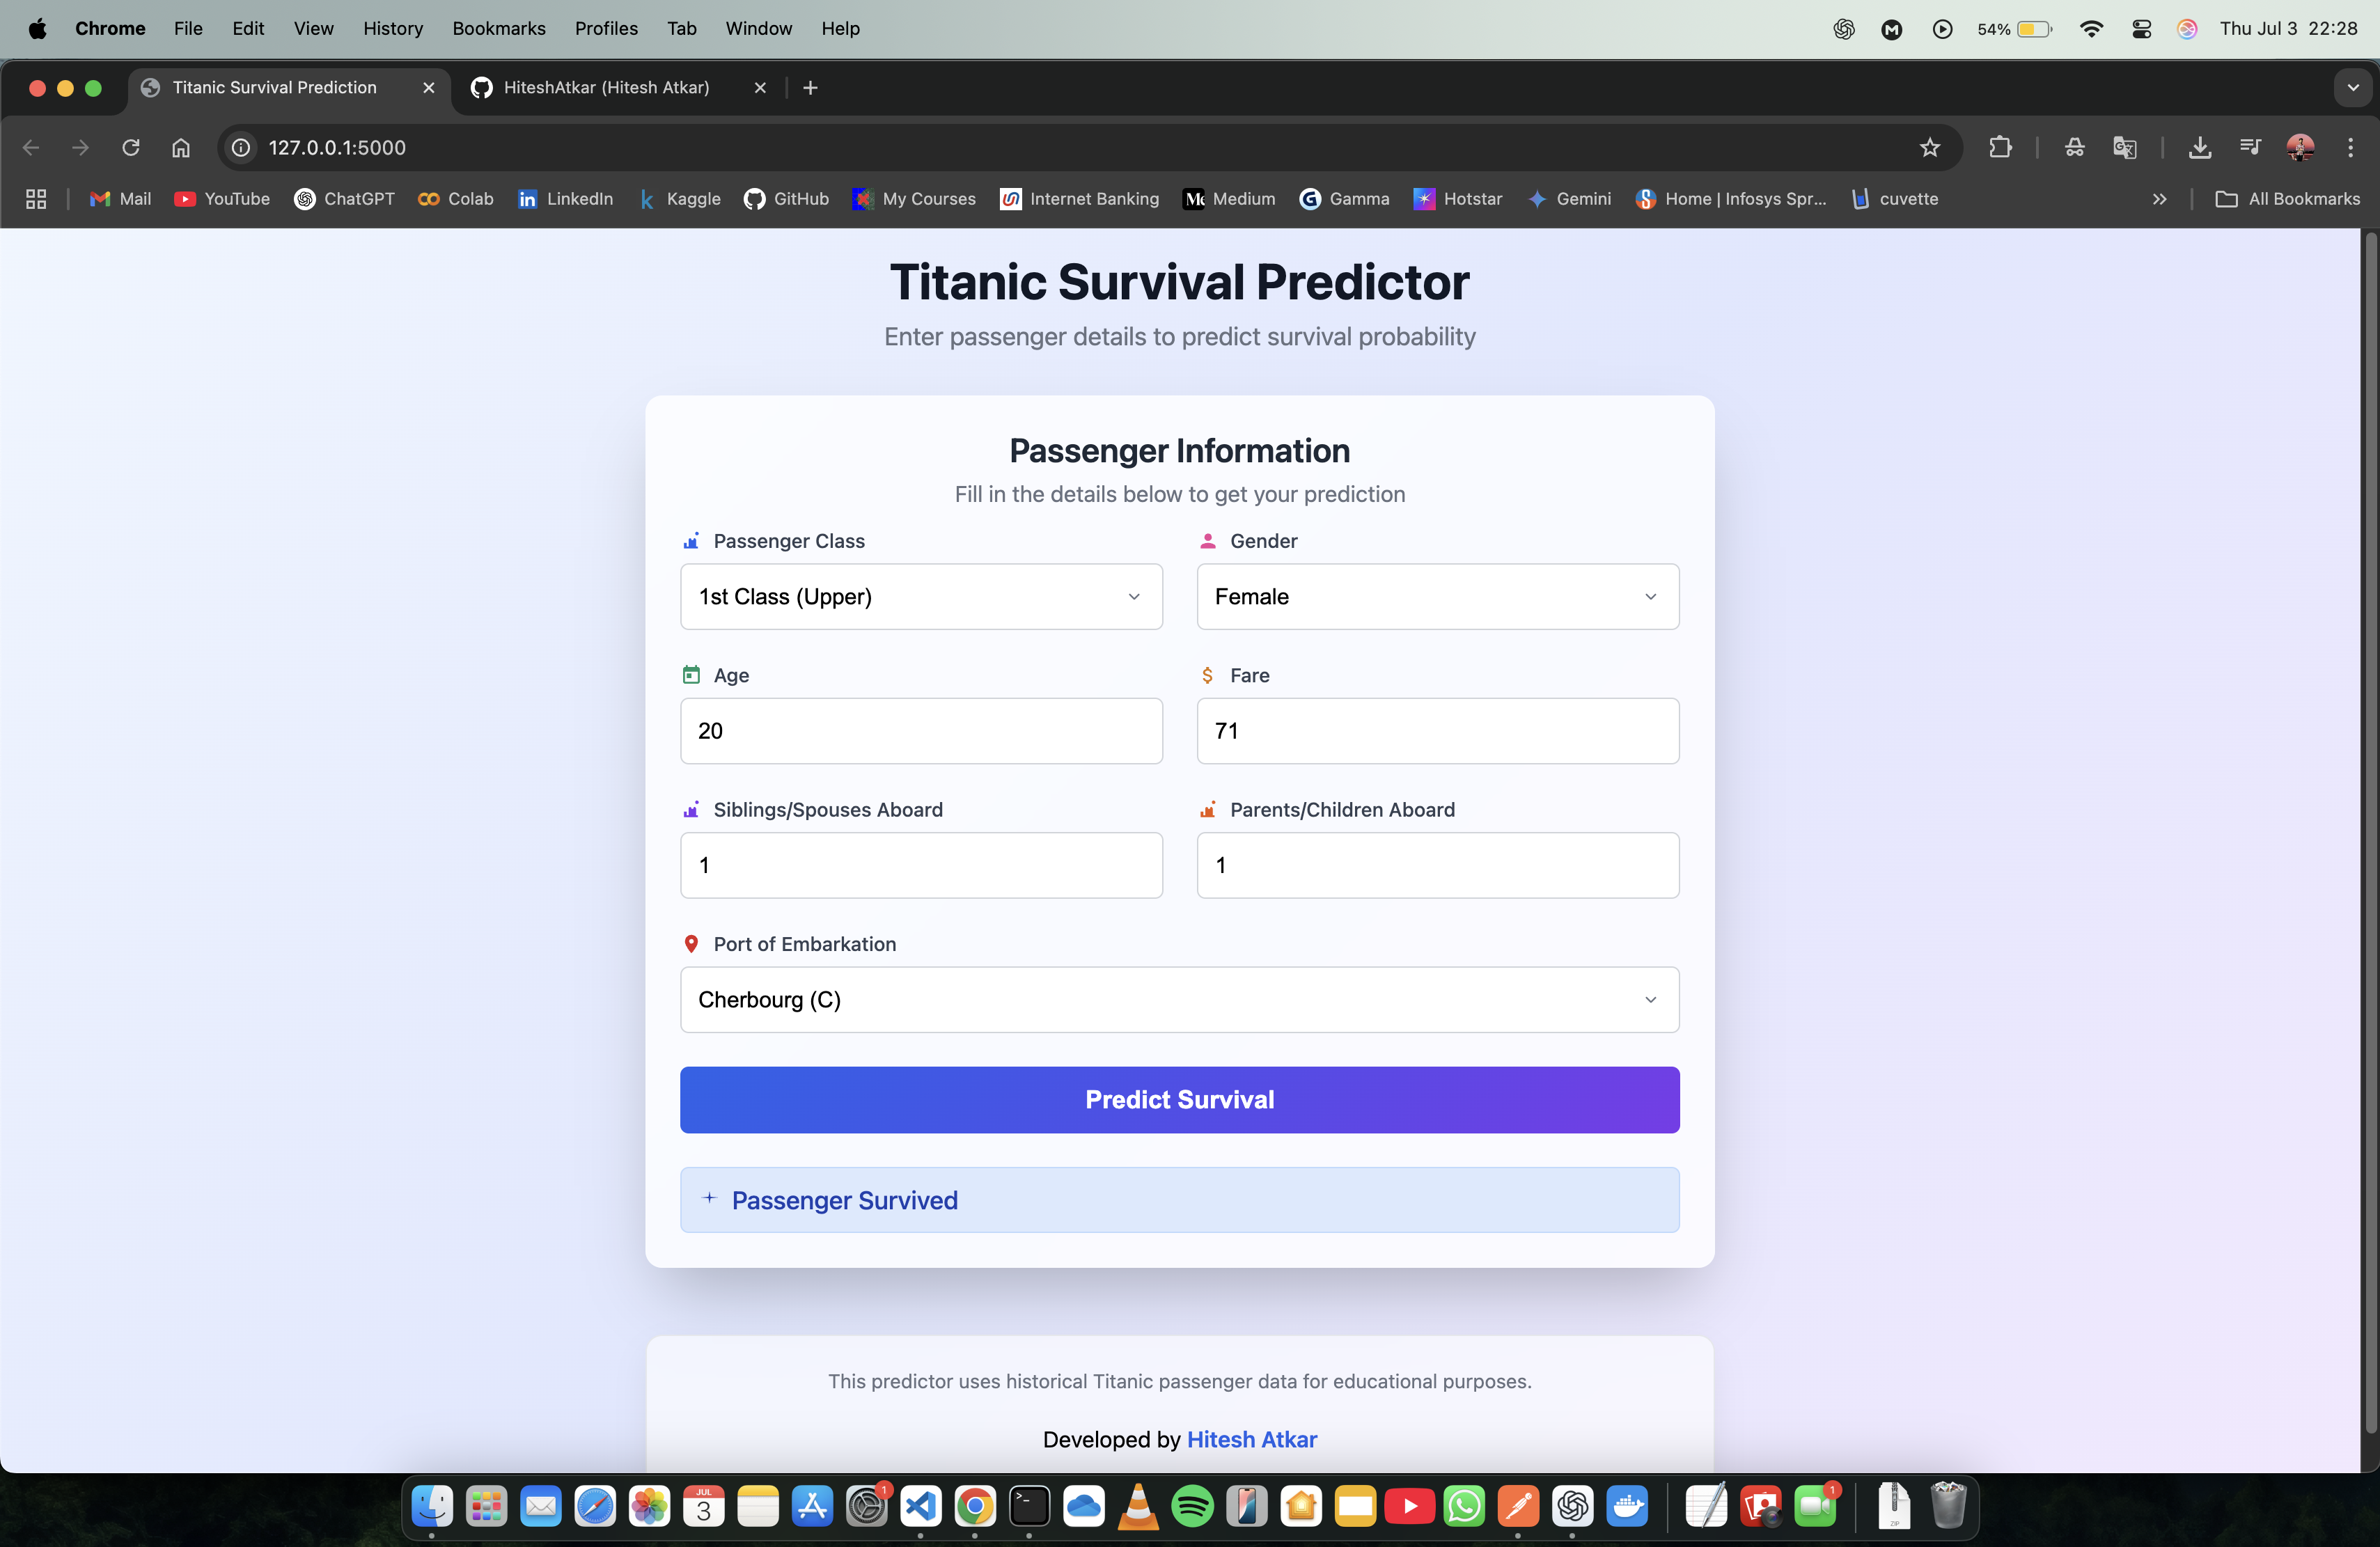 Chrome File Edit View History Bookmarks Profiles Tab Window Help 54% Thu Jul 3 22:28
Titanic Survival Prediction HiteshAtkar (Hitesh Atkar)
127.0.0.1:5000
Mail YouTube ChatGPT Colab LinkedIn Kaggle GitHub My Courses Internet Banking Medium Gamma Hotstar Gemini Home | Infosys Spr... cuvette All Bookmarks
Titanic Survival Predictor
Enter passenger details to predict survival probability
Passenger Information
Fill in the details below to get your prediction
Passenger Class Gender
1st Class (Upper) Female
Age Fare
20 71
Siblings/Spouses Aboard Parents/Children Aboard
1 1
Port of Embarkation
Cherbourg (C)
Predict Survival
Passenger Survived
This predictor uses historical Titanic passenger data for educational purposes.
Developed by Hitesh Atkar
JUL 1 1
3
ZIP